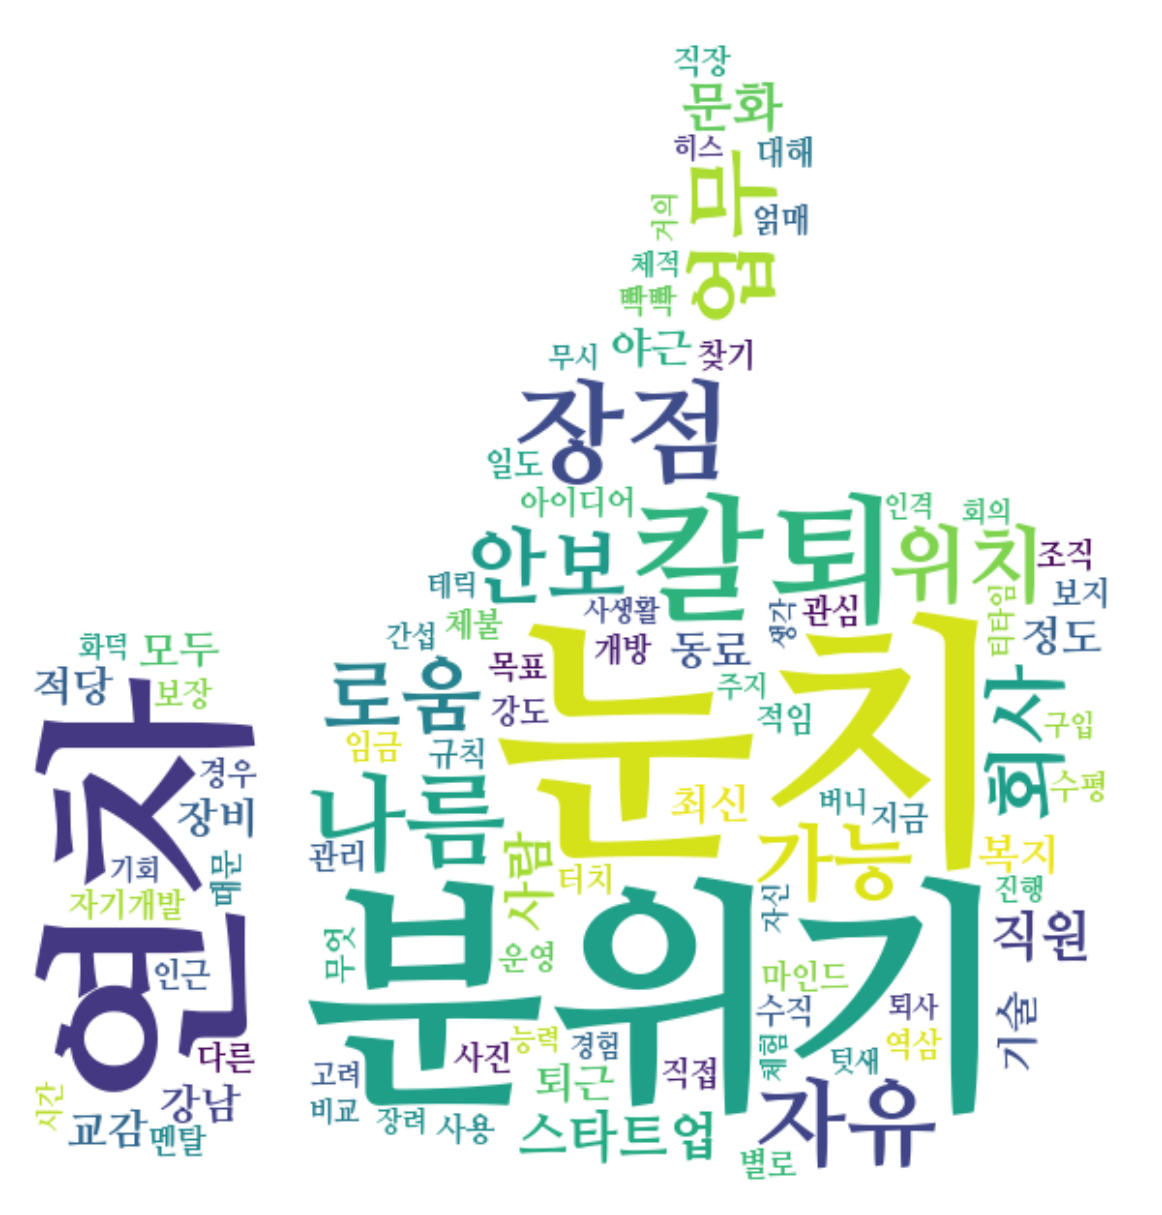 직장
문화
히스
대해
업무
거의
얽매
체적
빡빡
무시
야근
찾기
장점
일도
아이디어
칼퇴
인격
회의
안보
위치
조직
테릭
사생활
생각
관심
티타임
보지
간섭
체불
개방
동료
정도
화덕
모두
목표
눈치
적당
보장
로움
강도
주지
적임
회사
구입
임금
규칙
연차
경우
나름
최신
버니
지금
수평
장비
관리
사람
가능
복지
기회
때문
터치
진행
자기개발
분위기
자신
직원
무엇
운영
인근
마인드
수직
퇴사
기술
다른
사진
능력
경험
체험
텃새
역삼
시간
강남
고려
퇴근
직접
자유
교감
멘탈
비교
장려
사용
스타트업
별로